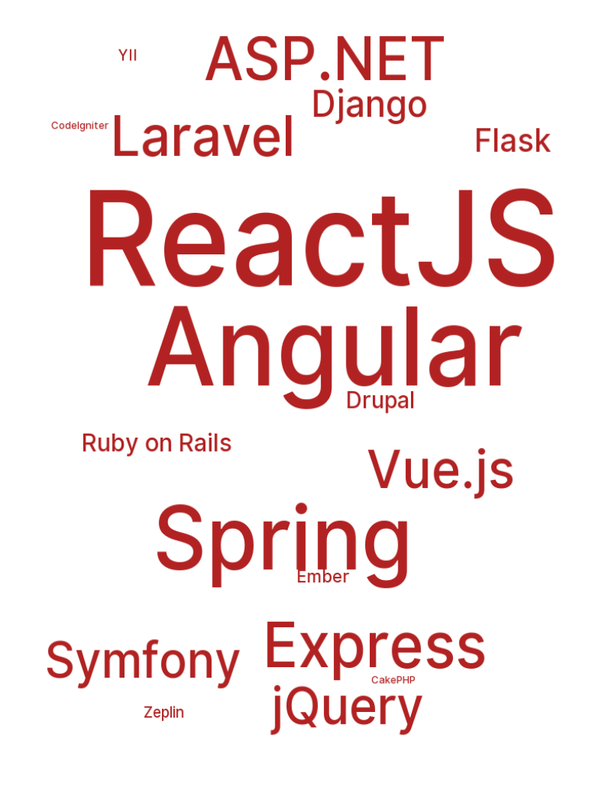 YII
ASP.NET
Django
CodeIgniter
Laravel
Flask
ReactJS
Angular
Drupal
Ruby on Rails
Vue.js
Spring
Ember
Express
Symfony
CakePHP
jQuery
Zeplin